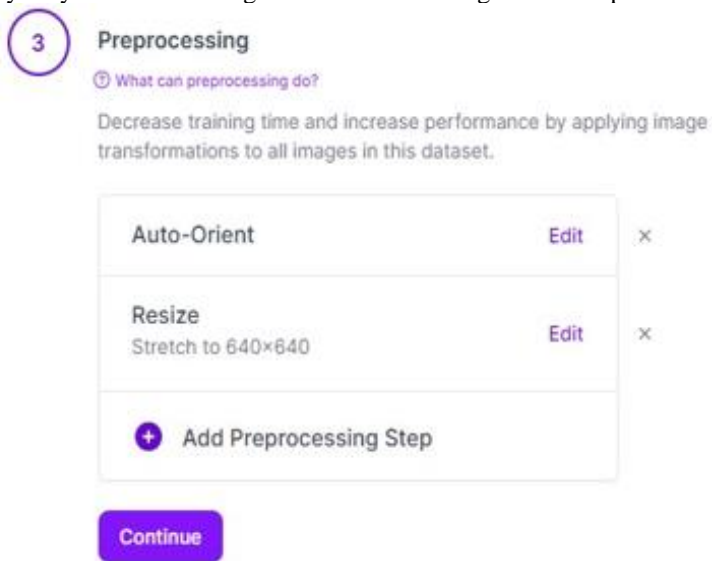 3
Preprocessing
What can preprocessing do?
Decrease training time and increase performance by applying image
transformations to all images in this dataset.
Auto-Orient Edit ×
Resize
Stretch to 640×640 Edit ×
+ Add Preprocessing Step
Continue